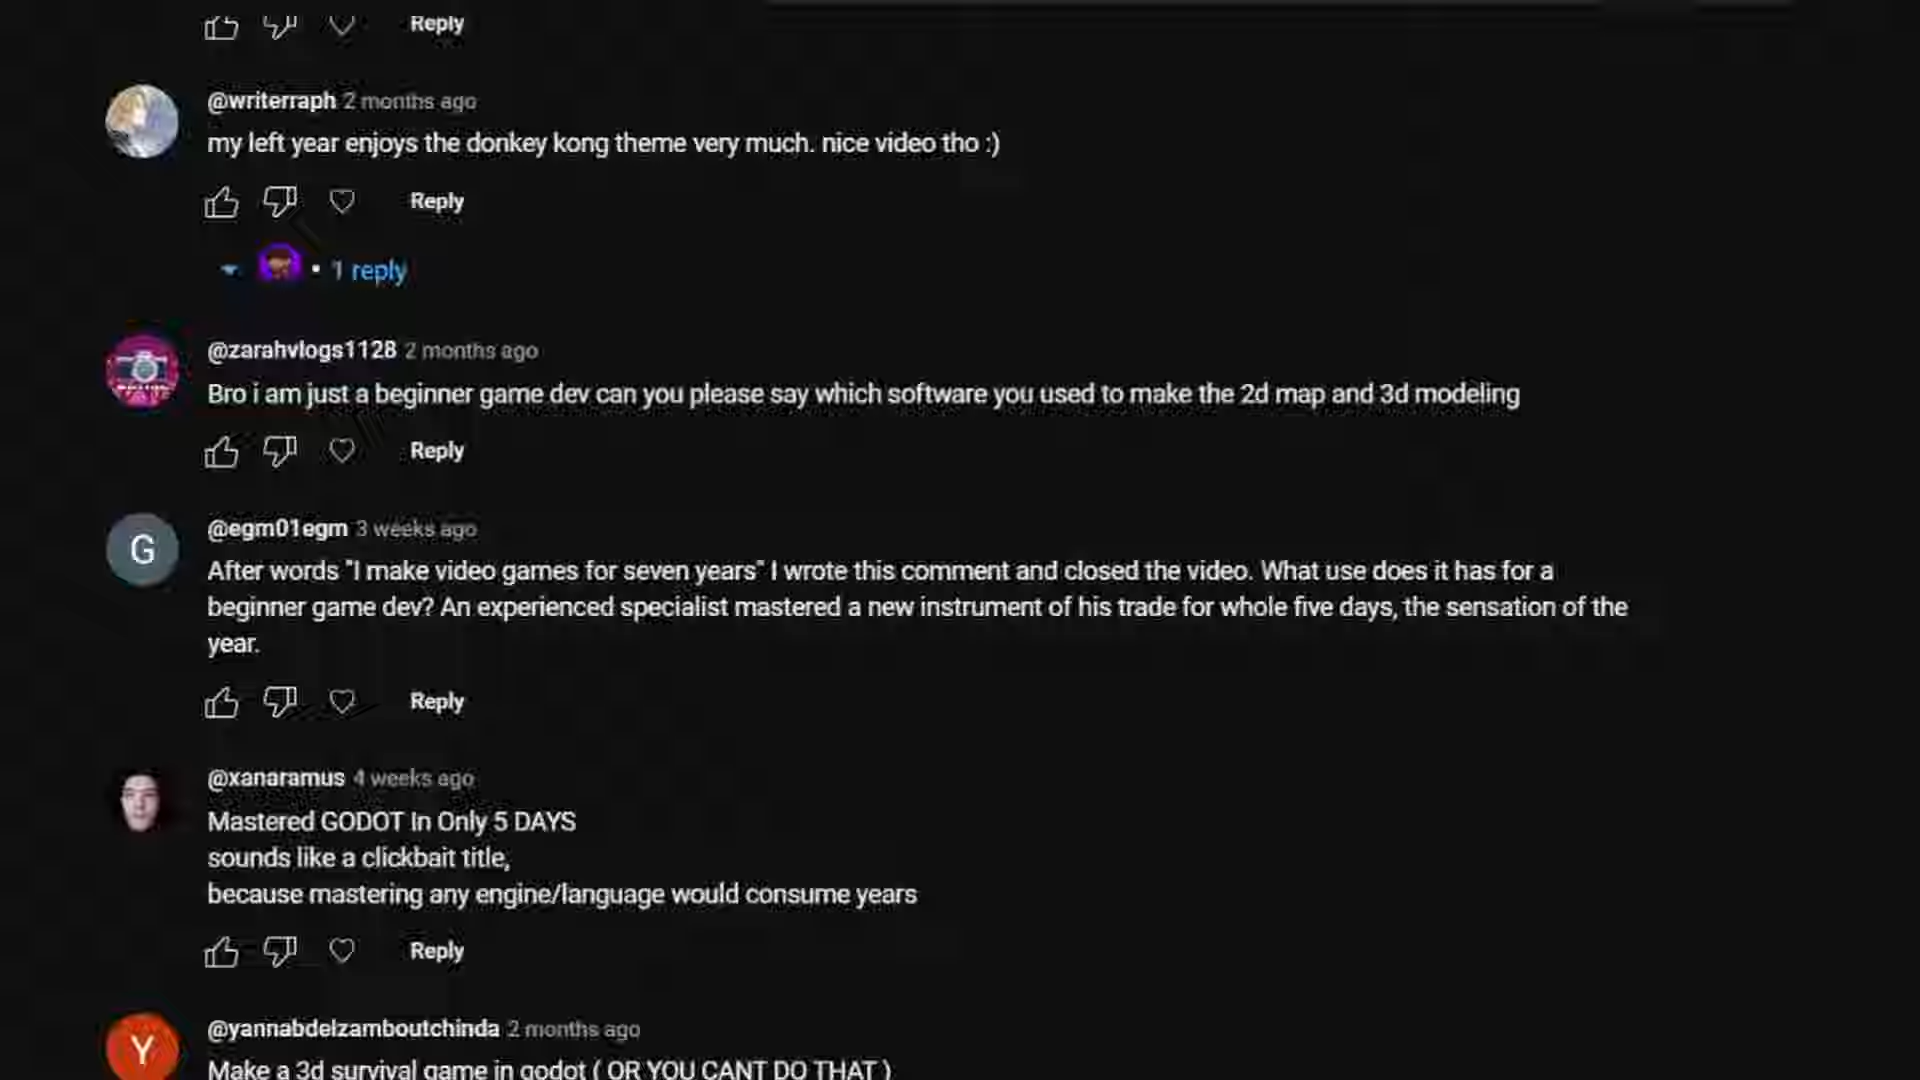 Reply
@writerraph 2 months ago
my left year enjoys the donkey kong theme very much. nice video tho :)
Reply
• 1 reply
@zarahvlogs1128 2 months ago
Bro i am just a beginner game dev can you please say which software you used to make the 2d map and 3d modeling
Reply
G
@egm01egm 3 weeks ago
After words "I make video games for seven years" I wrote this comment and closed the video. What use does it has for a
beginner game dev? An experienced specialist mastered a new instrument of his trade for whole five days, the sensation of the
year.
Reply
@xanaramus 4 weeks ago
Mastered GODOT In Only 5 DAYS
sounds like a clickbait title,
because mastering any engine/language would consume years
Reply
Y
@yannabdelzamboutchinda 2 months ago
Make a 3d survival game in godot ( OR YOU CANT DO THAT )